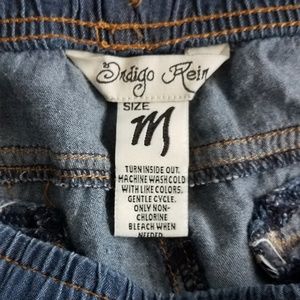 Indigo Rein
SIZE
M
TURN INSIDE OUT.
MACHINE WASH COLD
WITH LIKE COLORS.
GENTLE CYCLE.
ONLY NON-
CHLORINE
BLEACH WHEN
NEEDED.